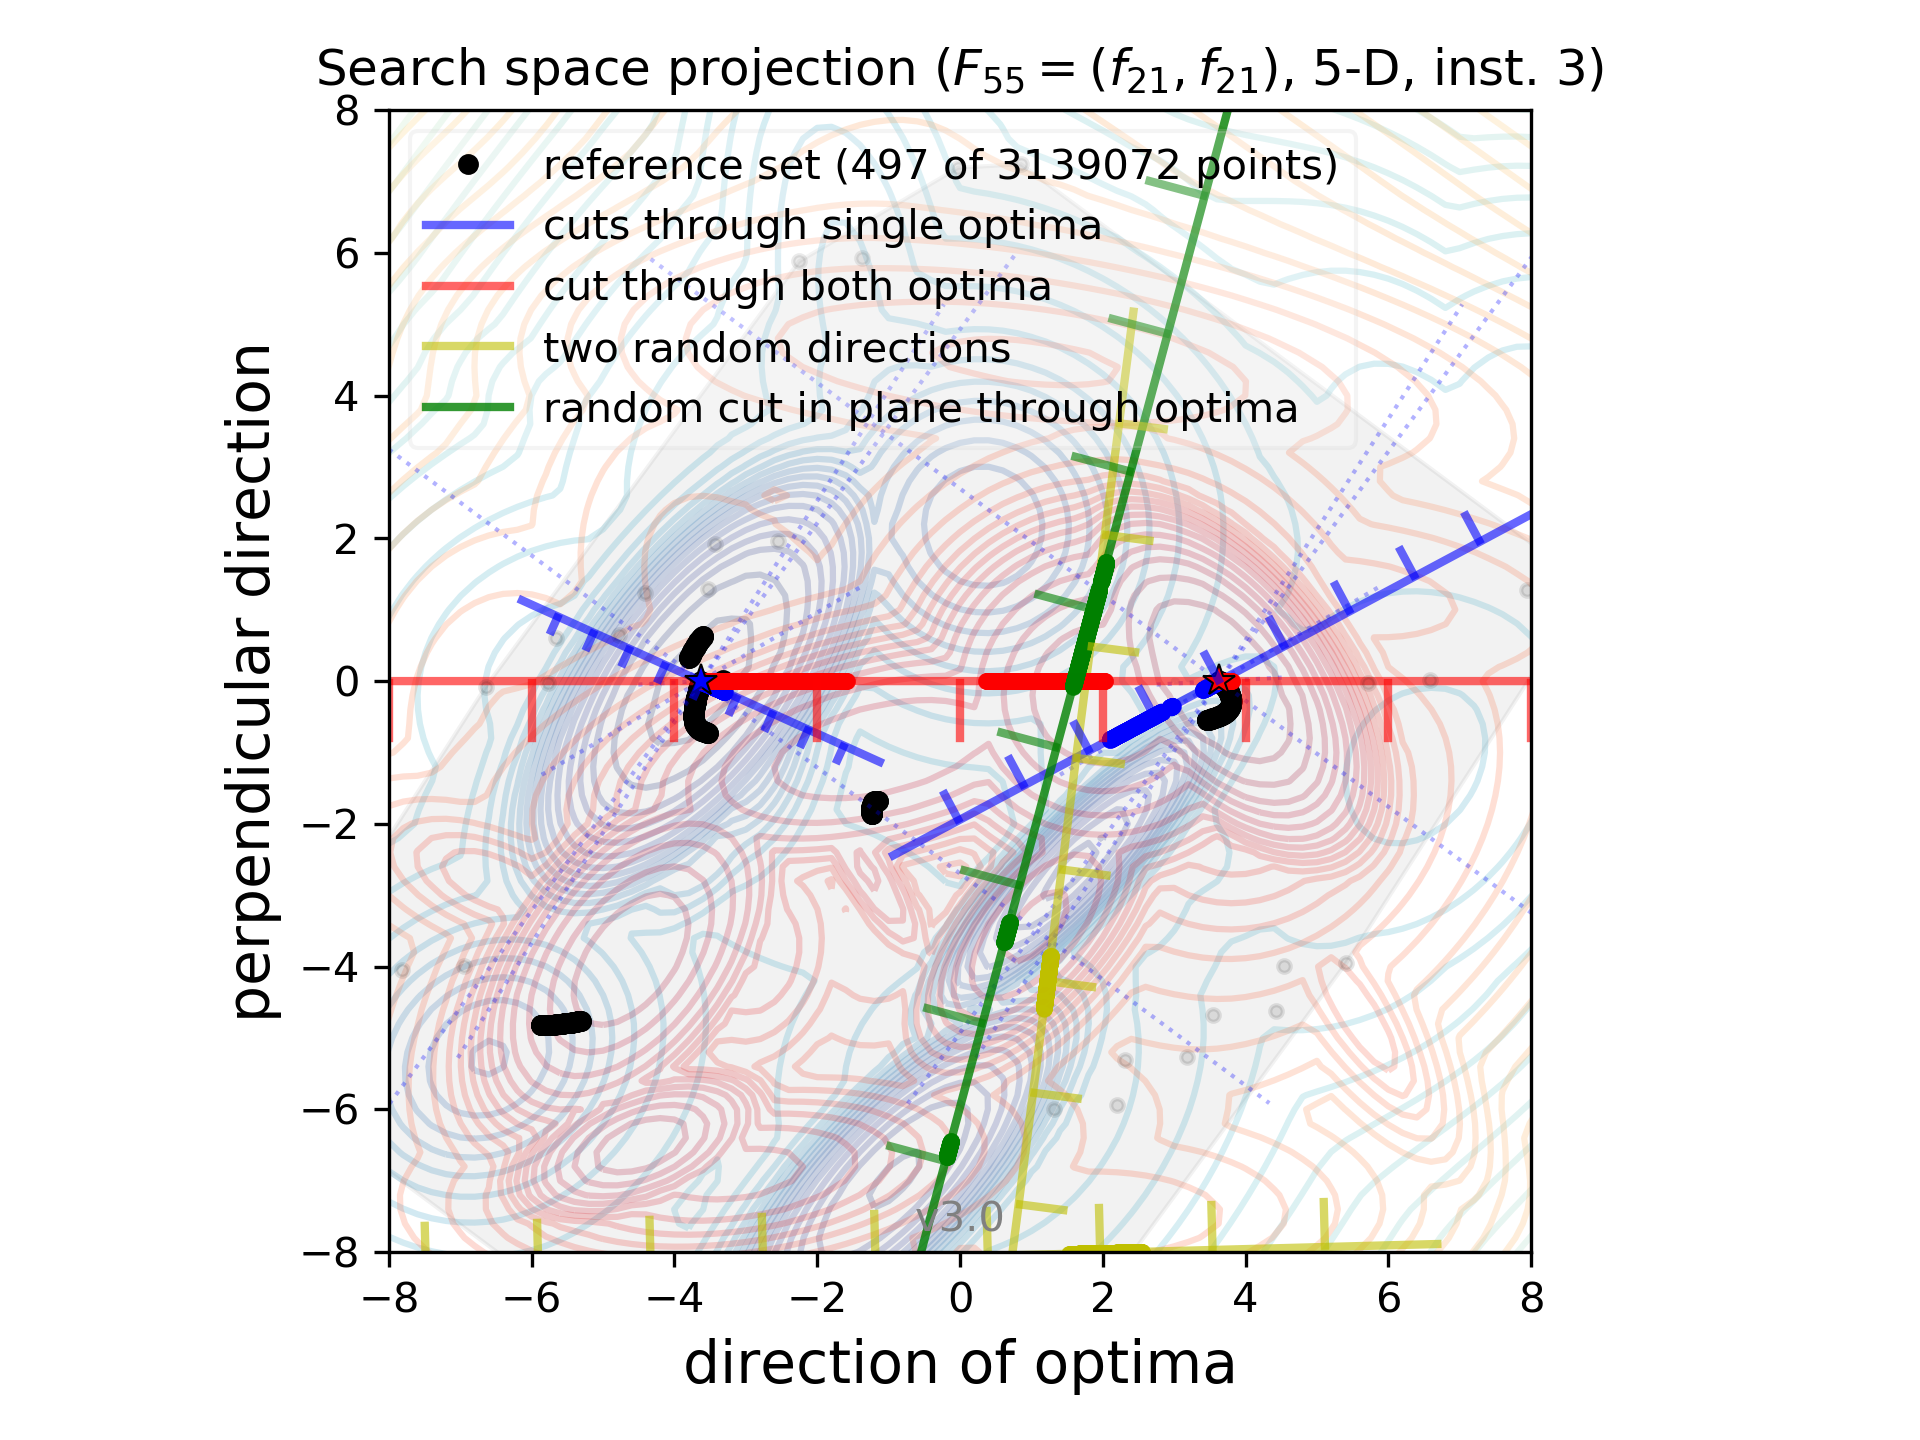 Search space projection (F₅₅ = (f₂₁, f₂₁), 5-D, inst. 3)
reference set (497 of 3139072 points)
cuts through single optima
cut through both optima
two random directions
random cut in plane through optima
8
6
4
2
0
−2
−4
−6
−8
perpendicular direction
v3.0
−8 −6 −4 −2 0 2 4 6 8
direction of optima